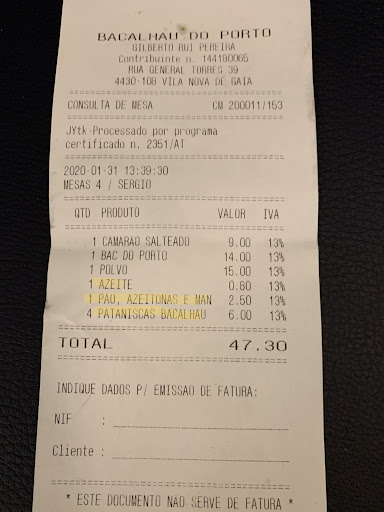 BACALHAU DO PORTO
GILBERTO RUI PEREIRA
Contribuinte n. 144180065
RUA GENERAL TORRES 39
4430-106 VILA NOVA DE GAIA
CONSULTA DE MESA CM 200011/153
JYtk-Processado por programa
certificado n. 2351/AT
2020-01-31 13:39:30
MESAS 4 / SERGIO
QTD PRODUTO VALOR IVA
1 CAMARAO SALTEADO 9.00 13%
1 BAC DO PORTO 14.00 13%
1 POLVO 15.00 13%
1 AZEITE 0.80 13%
1 PAO, AZEITONAS E MAN 2.50 13%
4 PATANISCAS BACALHAU 6.00 13%
TOTAL 47.30
INDIQUE DADOS P/ EMISSAO DE FATURA:
NIF :
Cliente :
* ESTE DOCUMENTO NAO SERVE DE FATURA *